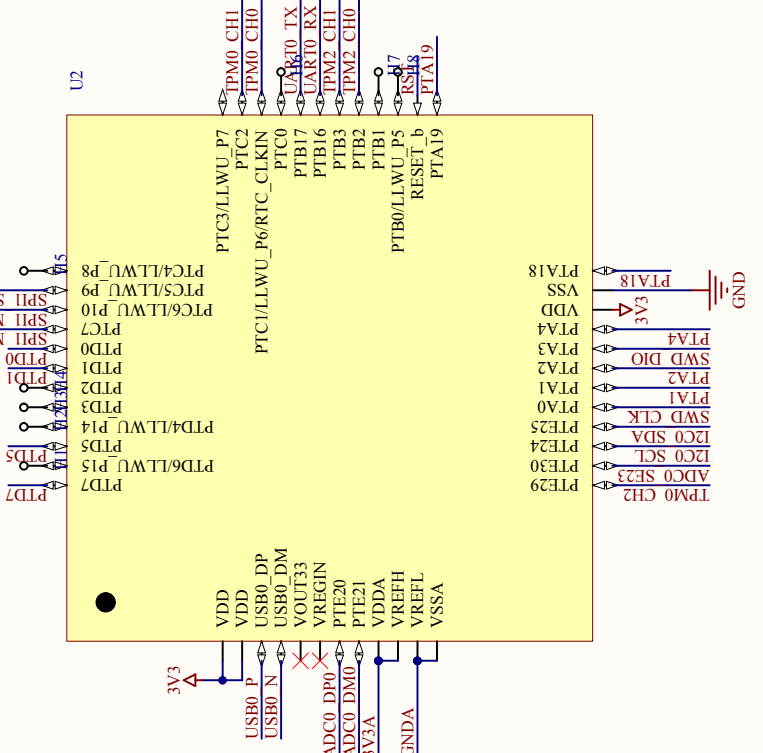 U2
TPM0_CH1
TPM0_CH0
UART0_TX
UART0_RX
TPM2_CH1
TPM2_CH0
H7
H8
PTA19
PTC3/LLWU_P7
PTC2
PTC1/LLWU_P6/RTC_CLKIN
PTC0
PTB17
PTB16
PTB3
PTB2
PTB1
PTB0/LLWU_P5
RESET_b
PTA19
PTC4/LLWU_P8
PTC5/LLWU_P9
PTC6/LLWU_P10
PTC7
PTD0
PTD1
PTD2
PTD3
PTD4/LLWU_P14
PTD5
PTD6/LLWU_P15
PTD7
PTD0
PTD1
PTD5
PTD7
PTA18
VSS
VDD
PTA4
PTA3
PTA2
PTA1
PTA0
PTE25
PTE24
PTE30
PTE29
PTA18
GND
3V3
PTA4
SWD_DIO
PTA2
PTA1
SWD_CLK
I2C0_SDA
I2C0_SCL
ADC0_SE23
TPM0_CH2
VDD
VDD
USB0_DP
USB0_DM
VOUT33
VREGIN
PTE20
PTE21
VDDA
VREFH
VREFL
VSSA
3V3
USB0_P
USB0_N
ADC0_DP0
ADC0_DM0
3V3A
GNDA